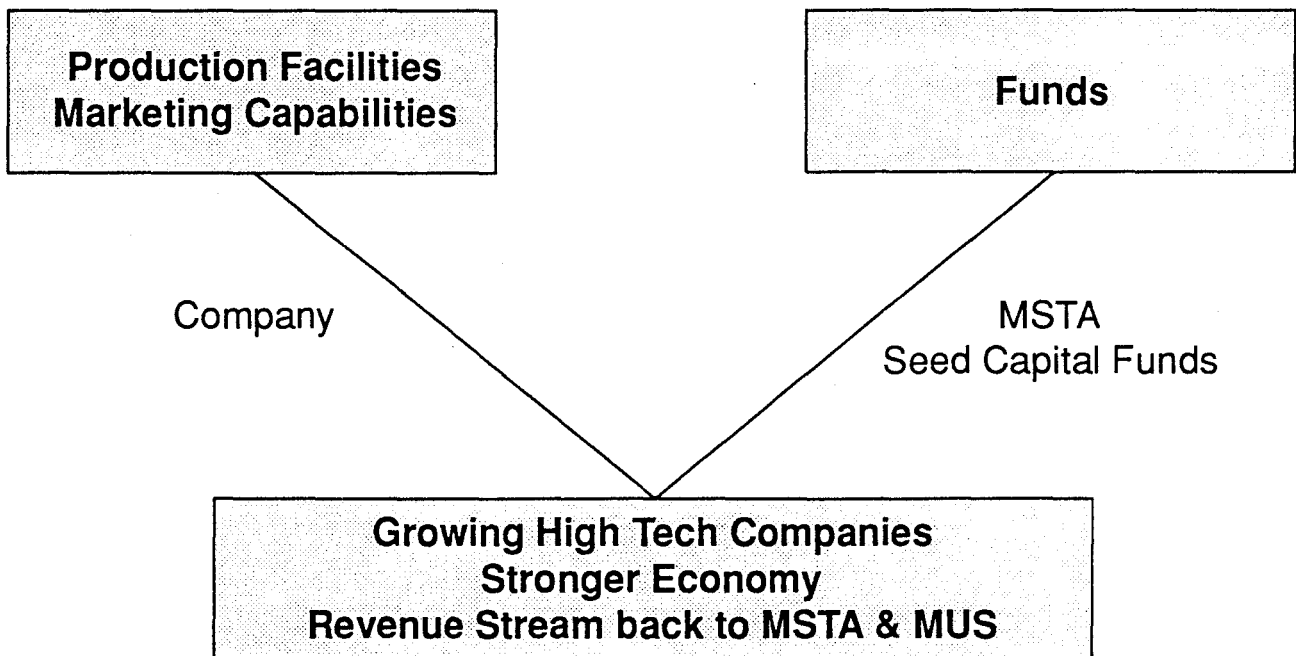 Production Facilities
Marketing Capabilities
Funds
Company
MSTA
Seed Capital Funds
Growing High Tech Companies
Stronger Economy
Revenue Stream back to MSTA & MUS